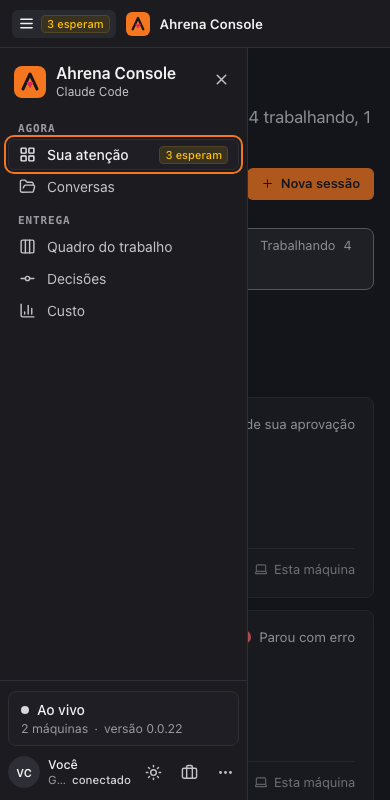 3 esperam
Ahrena Console
Ahrena Console
Claude Code
AGORA
Sua atenção
3 esperam
Conversas
ENTREGA
Quadro do trabalho
Decisões
Custo
4 trabalhando, 1
+ Nova sessão
Trabalhando 4
de sua aprovação
Esta máquina
Parou com erro
Esta máquina
Ao vivo
2 máquinas · versão 0.0.22
VC
Você
G... conectado